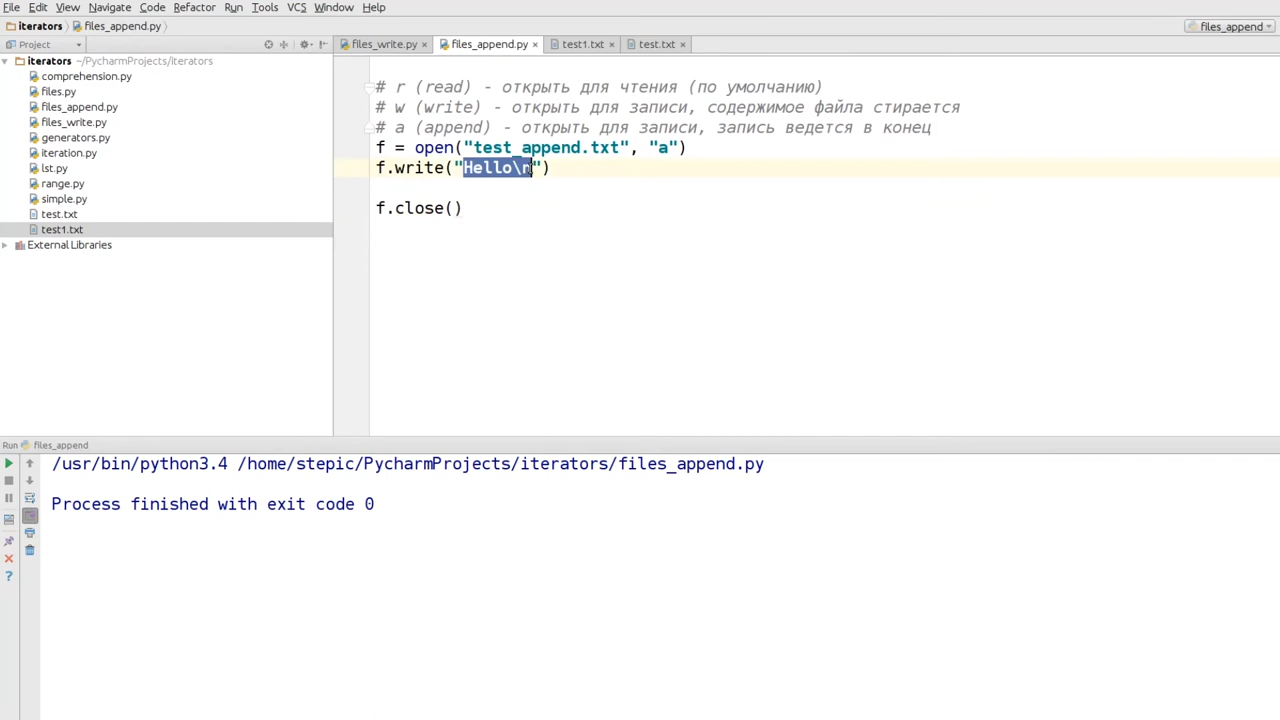 File Edit View Navigate Code Refactor Run Tools VCS Window Help
iterators files_append.py files_append
Project files_write.py files_append.py test1.txt test.txt
iterators ~/PycharmProjects/iterators
comprehension.py
files.py
files_append.py
files_write.py
generators.py
iteration.py
lst.py
range.py
simple.py
test.txt
test1.txt
External Libraries
# r (read) - открыть для чтения (по умолчанию)
# w (write) - открыть для записи, содержимое файла стирается
# a (append) - открыть для записи, запись ведется в конец
f = open("test_append.txt", "a")
f.write("Hello\n")
f.close()
Run files_append
/usr/bin/python3.4 /home/stepic/PycharmProjects/iterators/files_append.py
Process finished with exit code 0